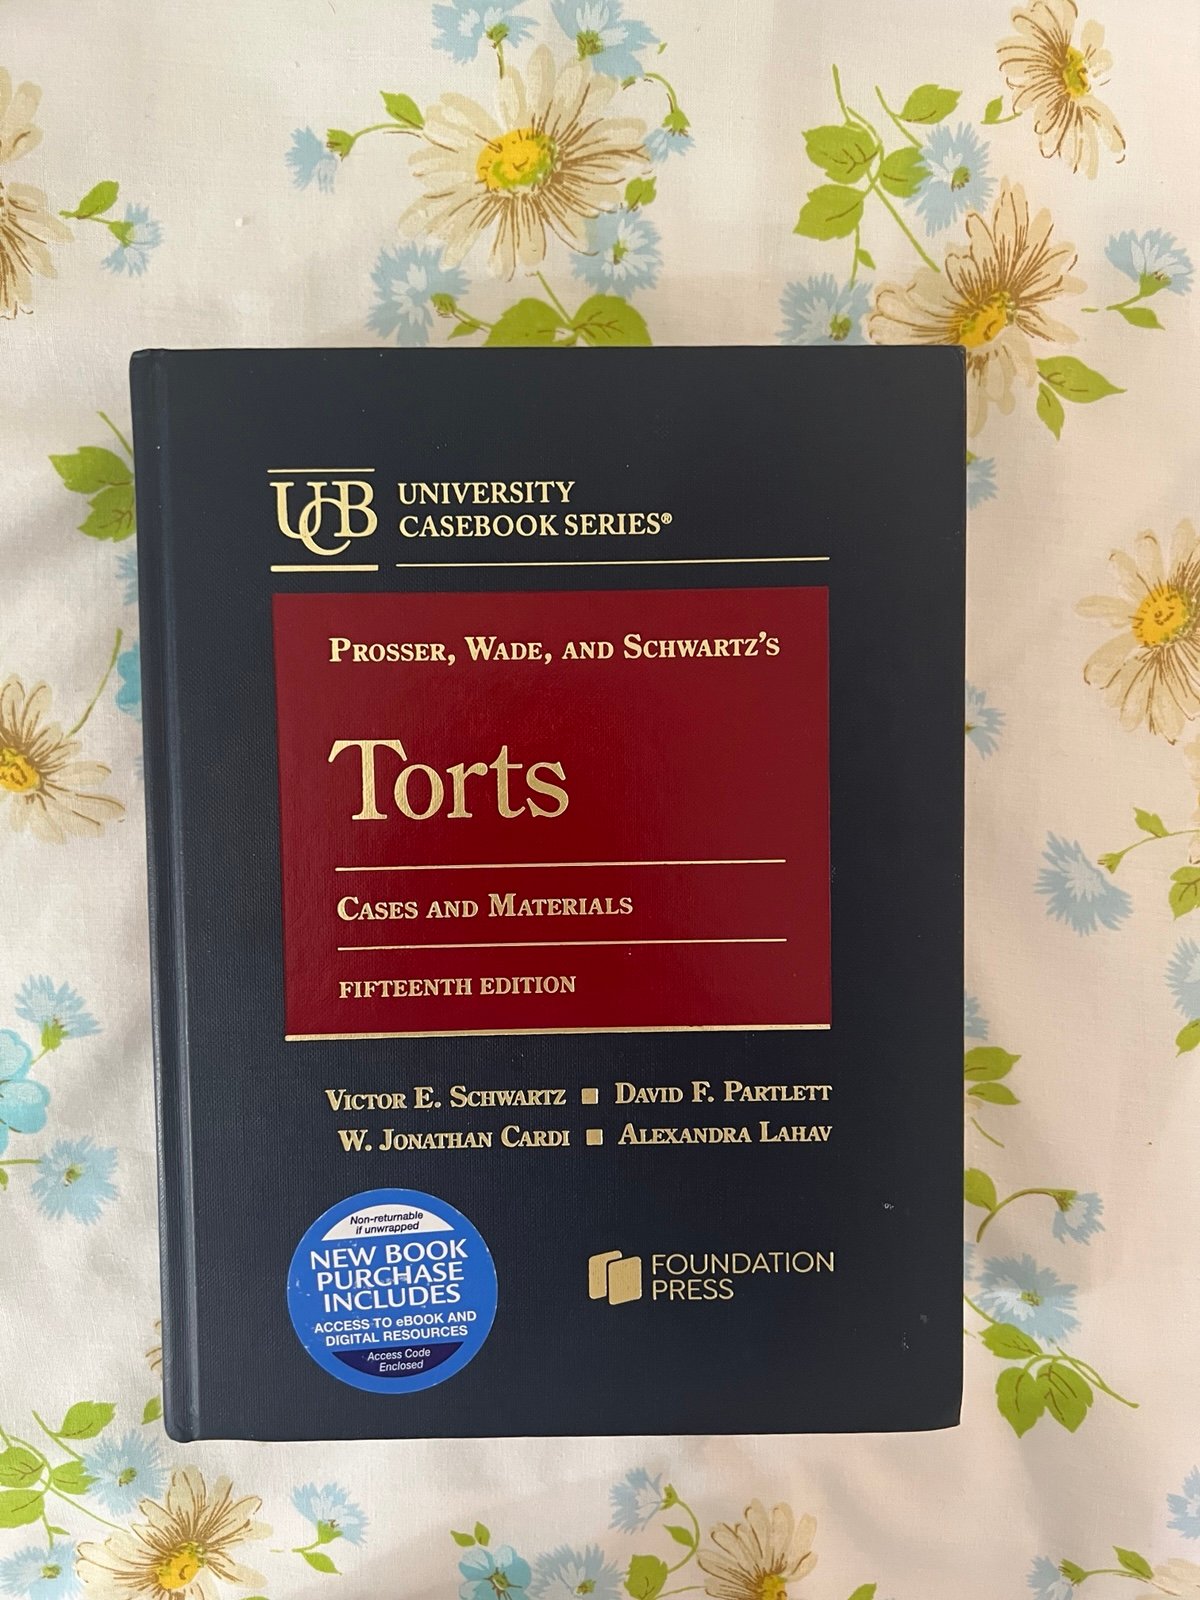 UCB
UNIVERSITY
CASEBOOK SERIES®
PROSSER, WADE, AND SCHWARTZ'S
Torts
CASES AND MATERIALS
FIFTEENTH EDITION
VICTOR E. SCHWARTZ ■ DAVID F. PARTLETT
W. JONATHAN CARDI ■ ALEXANDRA LAHAV
Non-returnable
if unwrapped
NEW BOOK
PURCHASE
INCLUDES
ACCESS TO eBOOK AND
DIGITAL RESOURCES
Access Code
Enclosed
FOUNDATION
PRESS